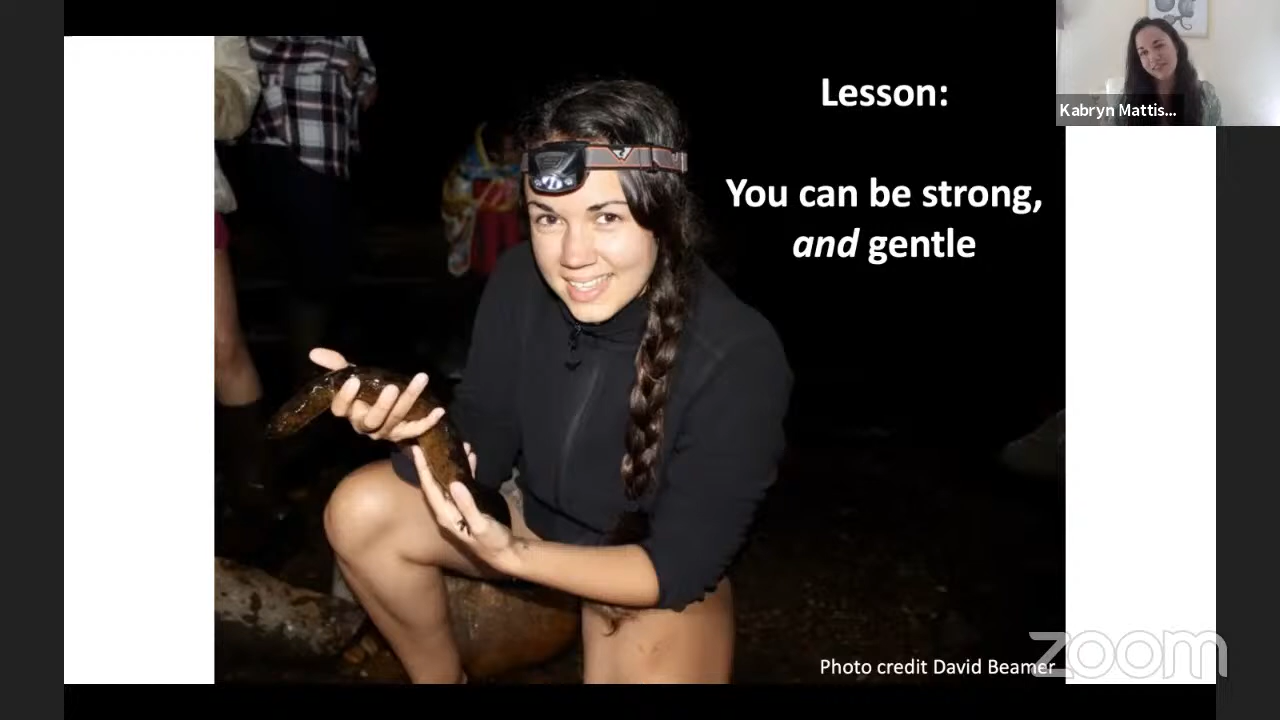 Lesson:
You can be strong,
and gentle
Kabryn Mattis...
Photo credit David Beamer
zoom